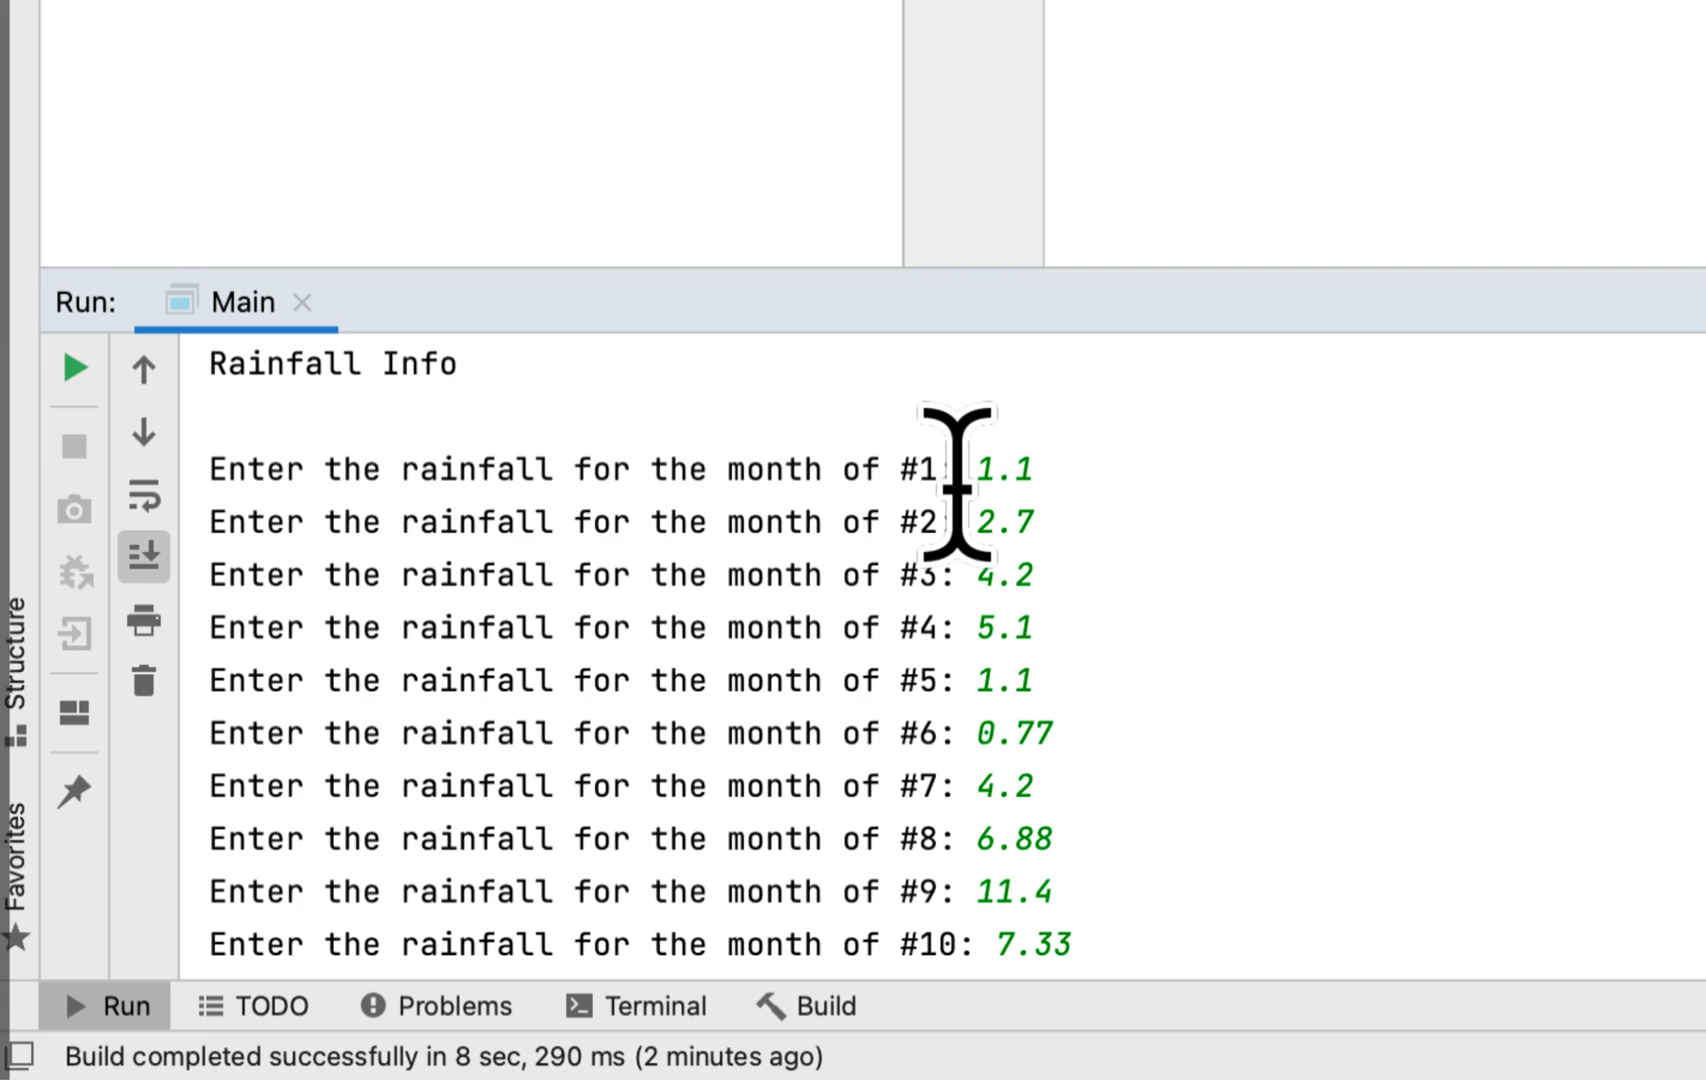 Run: Main
Rainfall Info
Enter the rainfall for the month of #1: 1.1
Enter the rainfall for the month of #2: 2.7
Enter the rainfall for the month of #3: 4.2
Enter the rainfall for the month of #4: 5.1
Enter the rainfall for the month of #5: 1.1
Enter the rainfall for the month of #6: 0.77
Enter the rainfall for the month of #7: 4.2
Enter the rainfall for the month of #8: 6.88
Enter the rainfall for the month of #9: 11.4
Enter the rainfall for the month of #10: 7.33
Structure
Favorites
Run TODO Problems Terminal Build
Build completed successfully in 8 sec, 290 ms (2 minutes ago)